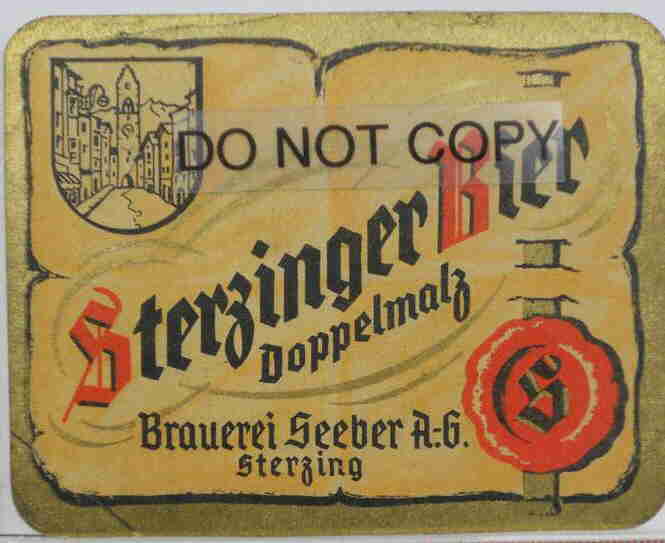 DO NOT COPY
Sterzinger Bier
Doppelmalz
Brauerei Seeber A.-G.
Sterzing
S